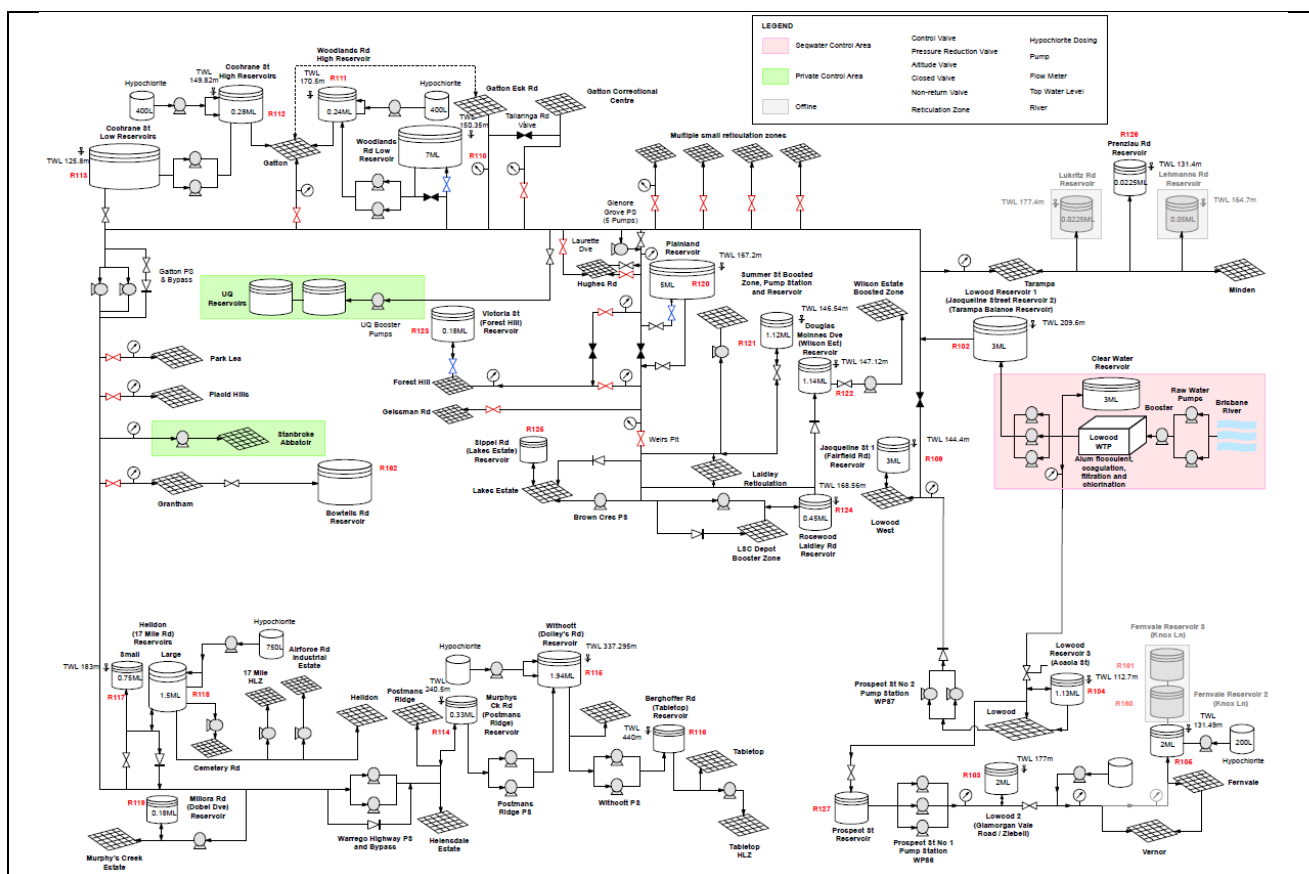 LEGEND
Seqwater Control Area
Private Control Area
Offline
Control Valve
Pressure Reduction Valve
Altitude Valve
Closed Valve
Non-return Valve
Reticulation Zone
Hypochlorite Dosing
Pump
Flow Meter
Top Water Level
River
Cochrane St
High Reservoirs
TWL
149.82m
Hypochlorite
400L
0.28ML
R112
Woodlands Rd
High Reservoir
TWL
170.5m
R111
0.24ML
Hypochlorite
400L
Cochrane St
Low Reservoirs
TWL 125.8m
R113
Gatton
Woodlands
Rd Low
Reservoir
TWL
150.35m
7ML
R110
Gatton Esk Rd
Gatton Correctional
Centre
Taliaringa Rd
Valve
Multiple small reticulation zones
R126
Prenzlau Rd
Reservoir
TWL 131.4m
0.0225ML
Lukritz Rd
Reservoir
TWL 177.4m
0.0225ML
Lehmanns Rd
Reservoir
TWL 164.7m
0.05ML
Tarampa
Minden
Gatton PS
& Bypass
UQ
Reservoirs
UQ Booster
Pumps
Glenore
Grove PS
(5 Pumps)
Laurette
Dve
Hughes Rd
Plainland
Reservoir
TWL 167.2m
5ML
R120
R123
Victoria St
(Forest Hill)
Reservoir
0.18ML
Forest Hill
Geissman Rd
Summer St Boosted
Zone, Pump Station
and Reservoir
TWL 146.54m
R121
1.12ML
Douglas
McInnes Dve
(Wilson Est)
Reservoir
TWL 147.12m
1.14ML
R122
Wilson Estate
Boosted Zone
Lowood Reservoir 1
(Jacqueline Street Reservoir 2)
(Tarampa Balance Reservoir)
TWL 209.6m
R102
3ML
Clear Water
Reservoir
3ML
Raw Water
Pumps
Booster
Brisbane
River
Lowood
WTP
Alum flocculent,
coagulation,
filtration and
chlorination
Park Lea
Placid Hills
Stanbroke
Abbatoir
Grantham
R162
Bowtells Rd
Reservoir
R125
Sippel Rd
(Lakes Estate)
Reservoir
Lakes Estate
Weirs Pit
Laidley
Reticulation
Brown Cres PS
LSC Depot
Booster Zone
TWL 168.56m
0.45ML
R124
Rosewood
Laidley Rd
Reservoir
Jacqueline St 1
(Fairfield Rd)
Reservoir
TWL 144.4m
3ML
R109
Lowood
West
Helidon
(17 Mile Rd)
Reservoirs
Small
Large
TWL 183m
0.75ML
R117
1.5ML
R118
Hypochlorite
750L
Airforce Rd
Industrial
Estate
17 Mile
HLZ
Cemetery Rd
Helidon
R119
0.18ML
Millora Rd
(Dobel Dve)
Reservoir
Murphy's Creek
Estate
Warrego Highway PS
and Bypass
Postmans
Ridge
Hypochlorite
TWL
240.5m
0.33ML
R114
Murphys
Ck Rd
(Postmans
Ridge)
Reservoir
Helensdale
Estate
Postmans
Ridge PS
Withcott
(Dolley's Rd)
Reservoir
TWL 337.295m
1.94ML
R115
Withcott PS
Berghoffer Rd
(Tabletop) Reservoir
TWL
440m
R116
Tabletop
Tabletop
HLZ
Prospect St No 2
Pump Station
WP87
Lowood
Reservoir 3
(Acacia St)
TWL 112.7m
1.13ML
R104
Lowood
Fernvale Reservoir 3
(Knox Ln)
R161
R160
Fernvale Reservoir 2
(Knox Ln)
TWL
131.49m
2ML
R105
200L
Hypochlorite
Fernvale
R127
Prospect St
Reservoir
Prospect St No 1
Pump Station
WP86
R103
TWL 177m
2ML
Lowood 2
(Glamorgan Vale
Road / Ziebell)
Vernor